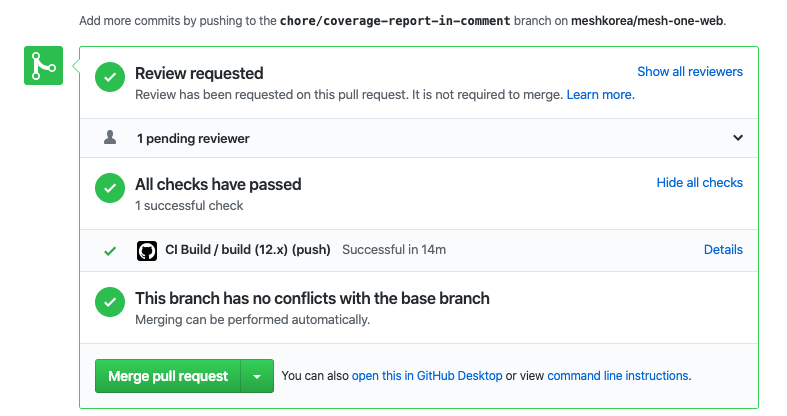 Add more commits by pushing to the chore/coverage-report-in-comment branch on meshkorea/mesh-one-web.
Review requested
Show all reviewers
Review has been requested on this pull request. It is not required to merge. Learn more.
1 pending reviewer
All checks have passed
Hide all checks
1 successful check
CI Build / build (12.x) (push) Successful in 14m
Details
This branch has no conflicts with the base branch
Merging can be performed automatically.
Merge pull request
You can also open this in GitHub Desktop or view command line instructions.